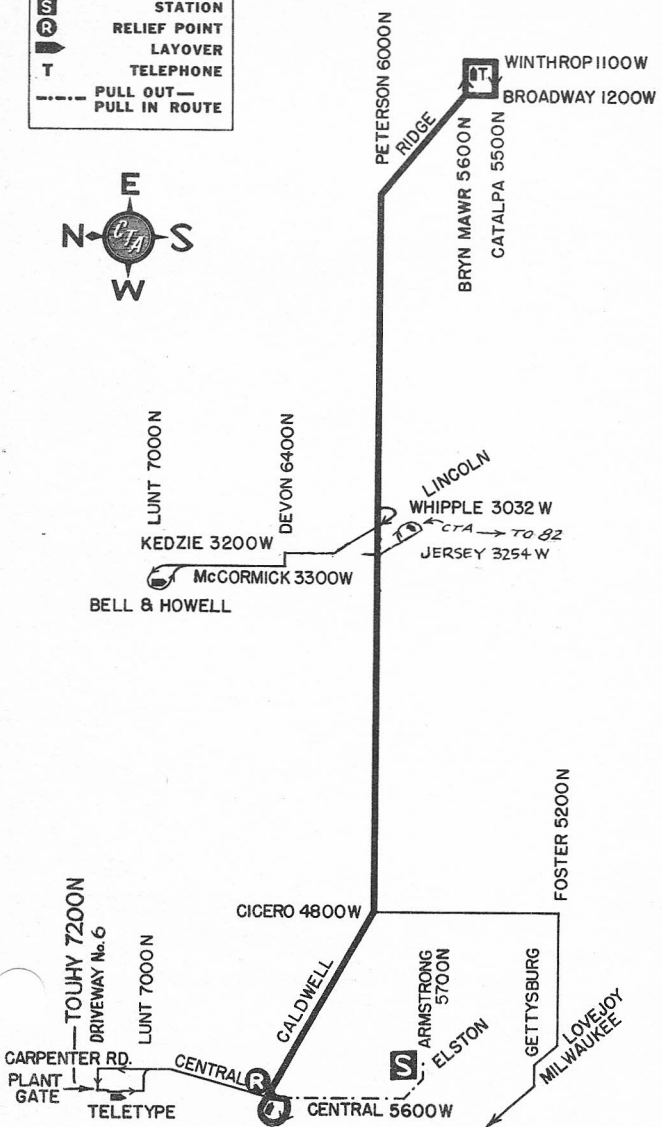 S STATION
R RELIEF POINT
LAYOVER
T TELEPHONE
PULL OUT—
PULL IN ROUTE
E
N CTA S
W
PETERSON 6000N
RIDGE
T
WINTHROP 1100W
BROADWAY 1200W
BRYN MAWR 5600N
CATALPA 5500N
LUNT 7000N
DEVON 6400N
LINCOLN
WHIPPLE 3032 W
CTA → TO 82
JERSEY 3254 W
KEDZIE 3200W
McCORMICK 3300W
BELL & HOWELL
FOSTER 5200N
CICERO 4800W
TOUHY 7200N
DRIVEWAY No.6
LUNT 7000N
CALDWELL
ARMSTRONG
5700N
S
ELSTON
GETTYSBURG
LOVEJOY
MILWAUKEE
CARPENTER RD.
CENTRAL
R
PLANT
GATE
TELETYPE
CENTRAL 5600W